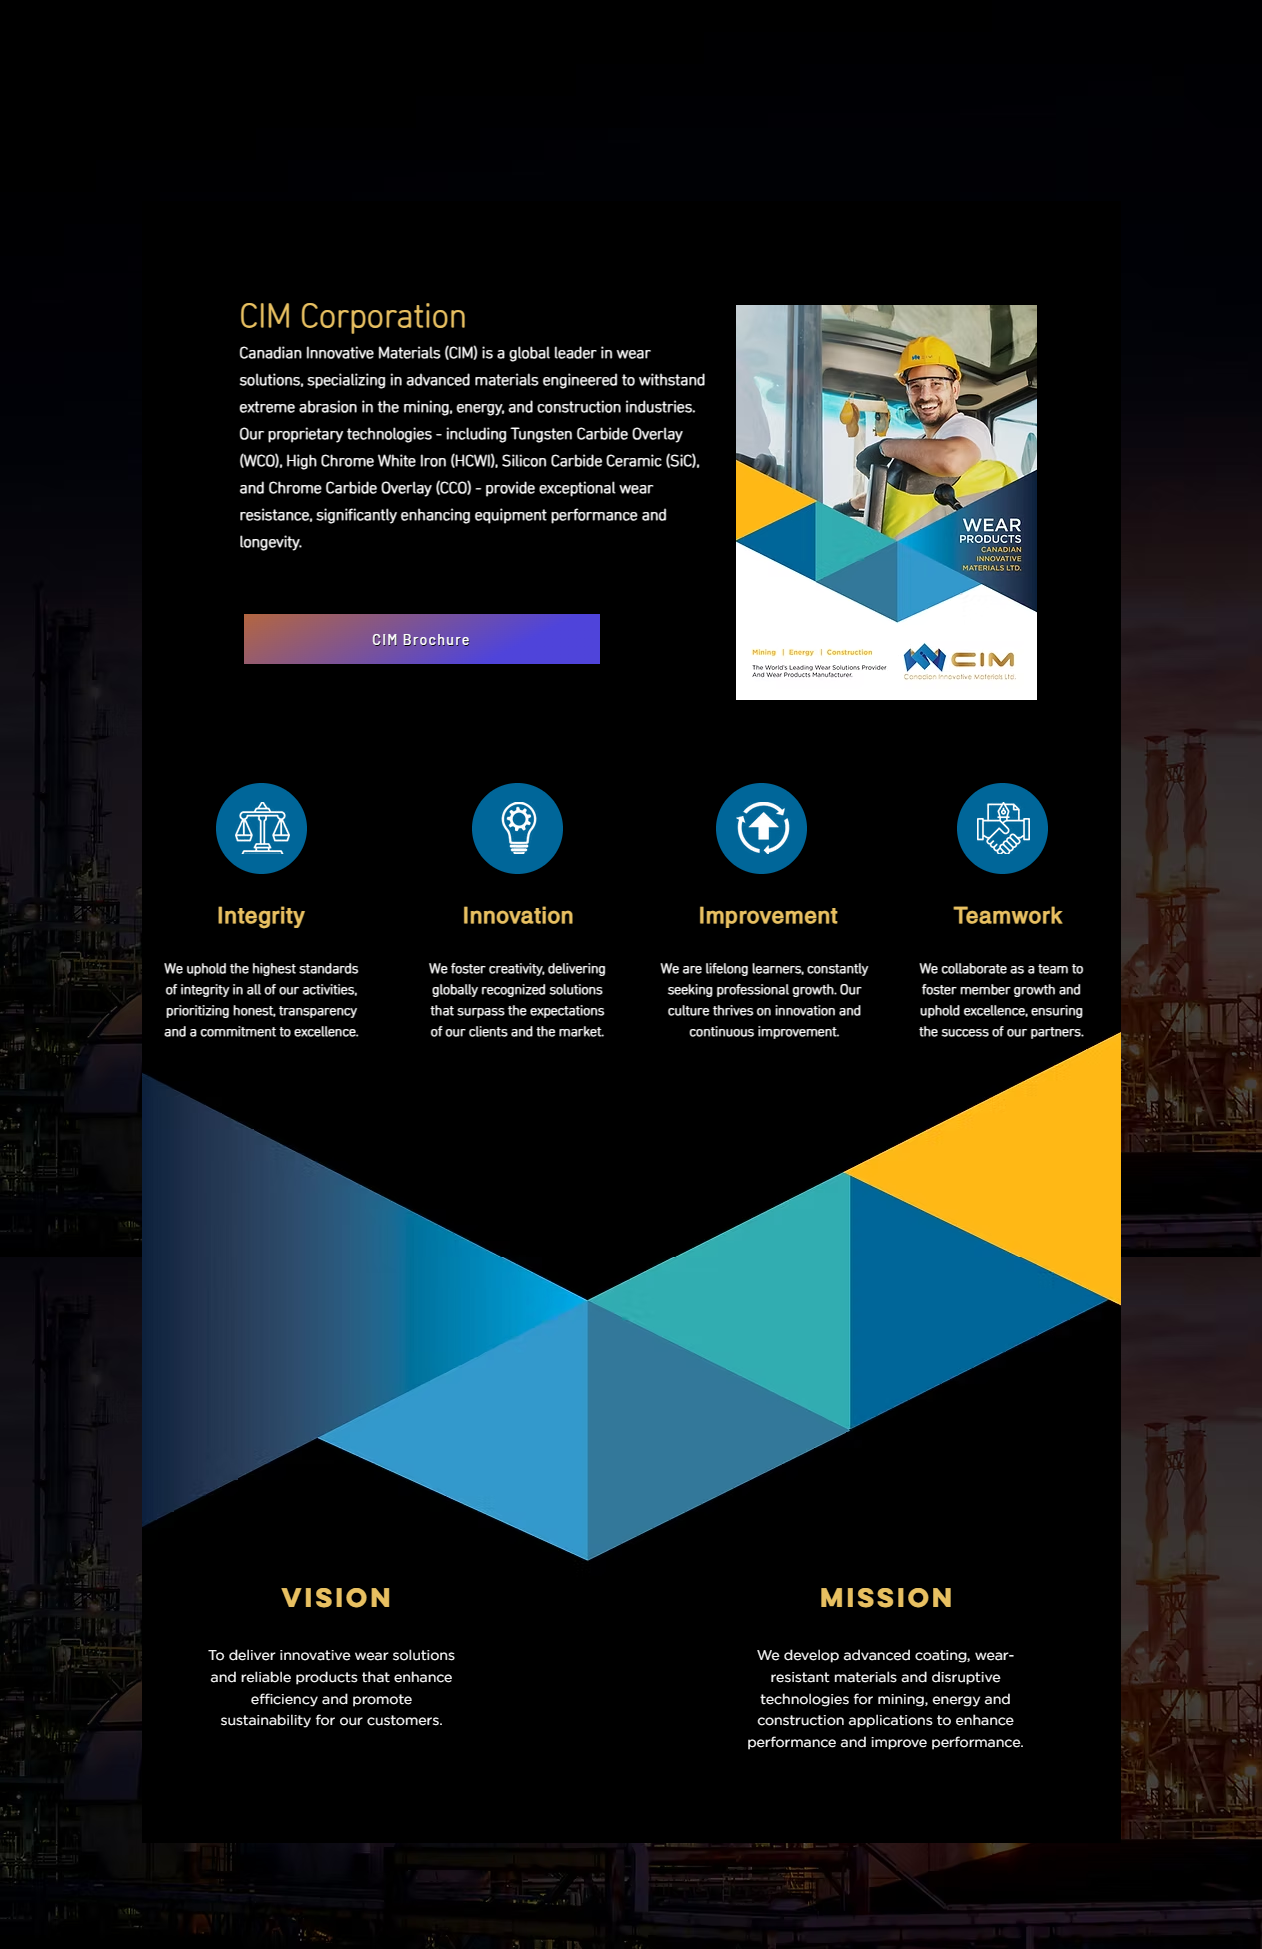 CIM Corporation
Canadian Innovative Materials (CIM) is a global leader in wear
solutions, specializing in advanced materials engineered to withstand
extreme abrasion in the mining, energy, and construction industries.
Our proprietary technologies - including Tungsten Carbide Overlay
(WCO), High Chrome White Iron (HCWI), Silicon Carbide Ceramic (SiC),
and Chrome Carbide Overlay (CCO) - provide exceptional wear
resistance, significantly enhancing equipment performance and
longevity.
CIM Brochure
WEAR
PRODUCTS
CANADIAN
INNOVATIVE
MATERIALS LTD.
Mining | Energy | Construction
The World's Leading Wear Solutions Provider
And Wear Products Manufacturer.
CIM
Canadian Innovative Materials Ltd.
Integrity
We uphold the highest standards
of integrity in all of our activities,
prioritizing honest, transparency
and a commitment to excellence.
Innovation
We foster creativity, delivering
globally recognized solutions
that surpass the expectations
of our clients and the market.
Improvement
We are lifelong learners, constantly
seeking professional growth. Our
culture thrives on innovation and
continuous improvement.
Teamwork
We collaborate as a team to
foster member growth and
uphold excellence, ensuring
the success of our partners.
VISION
To deliver innovative wear solutions
and reliable products that enhance
efficiency and promote
sustainability for our customers.
MISSION
We develop advanced coating, wear-
resistant materials and disruptive
technologies for mining, energy and
construction applications to enhance
performance and improve performance.